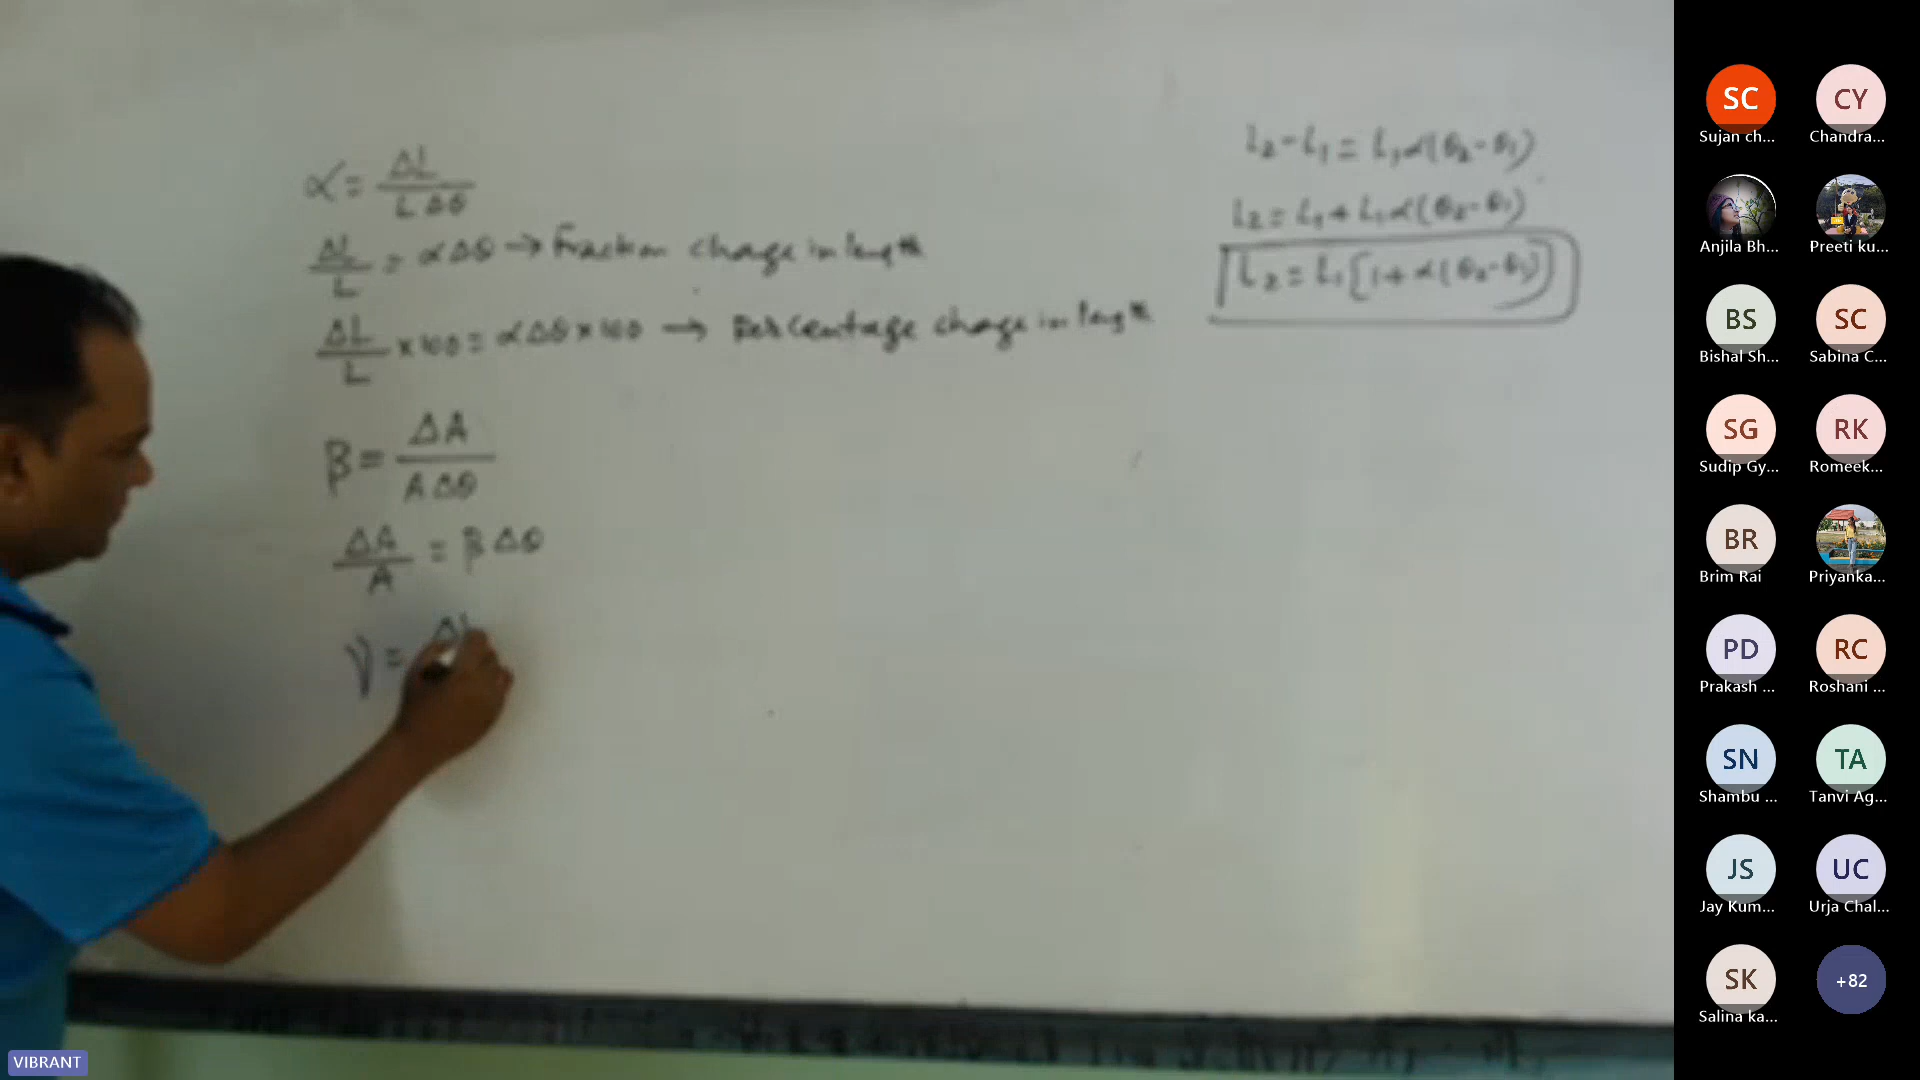 α = ΔL / L Δθ
ΔL / L = αΔθ → Fraction change in length
ΔL / L × 100 = αΔθ × 100 → Percentage change in length
β = ΔA / A Δθ
ΔA / A = β Δθ
γ = Δ
L2 - L1 = L1α(θ2-θ1)
L2 = L1 + L1α(θ2-θ1)
L2 = L1[1 + α(θ2-θ1)]
VIBRANT
SC CY
Sujan ch... Chandra...
Anjila Bh... Preeti ku...
BS SC
Bishal Sh... Sabina C...
SG RK
Sudip Gy... Romeek...
BR
Brim Rai Priyanka...
PD RC
Prakash ... Roshani ...
SN TA
Shambu ... Tanvi Ag...
JS UC
Jay Kum... Urja Chal...
SK +82
Salina ka...